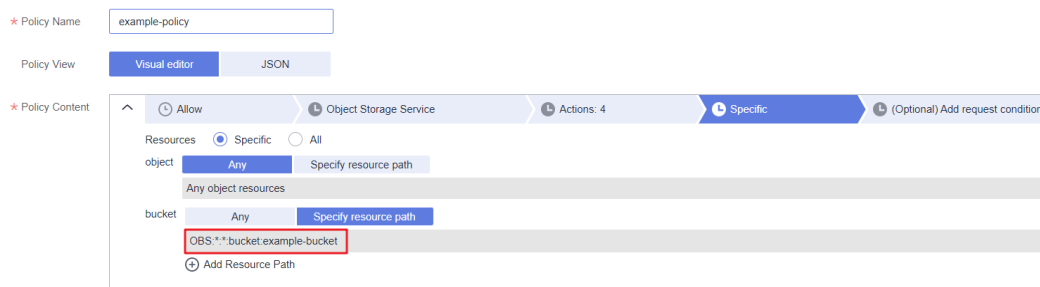 * Policy Name example-policy
Policy View Visual editor JSON
* Policy Content Allow Object Storage Service Actions: 4 Specific (Optional) Add request condition
Resources Specific All
object Any Specify resource path
Any object resources
bucket Any Specify resource path
OBS:*:*:bucket:example-bucket
Add Resource Path